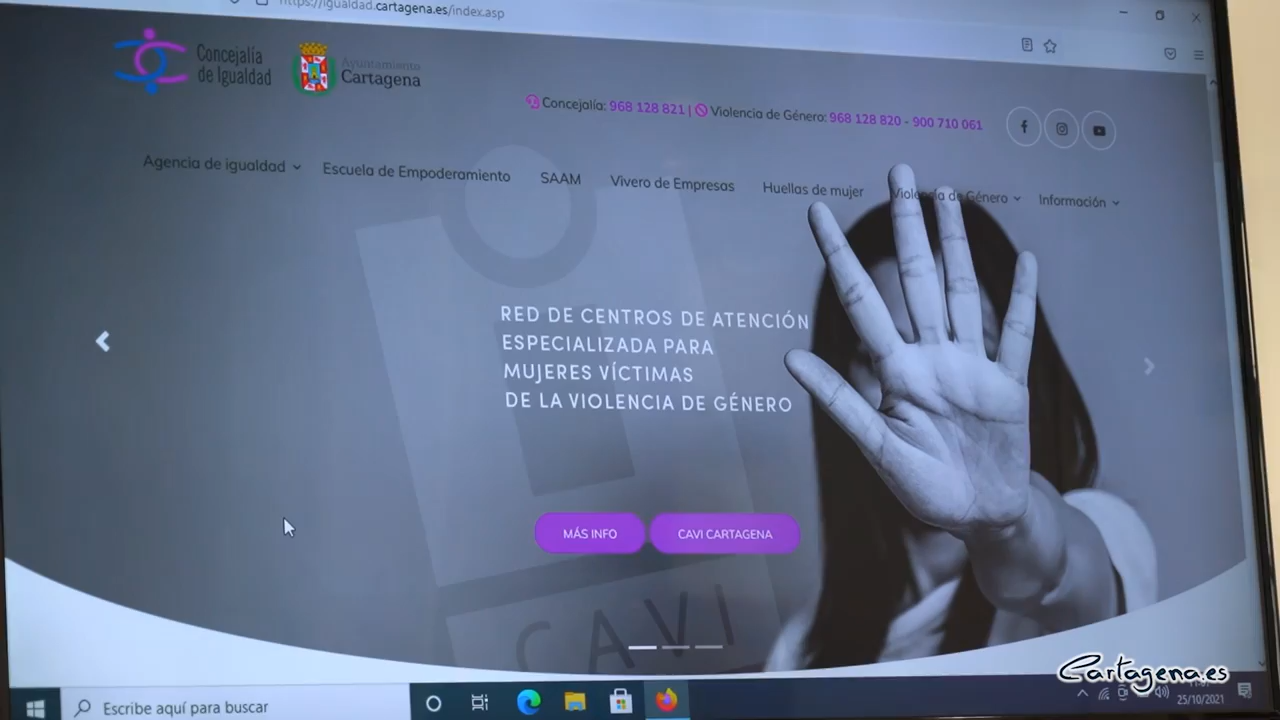 https://igualdad.cartagena.es/index.asp
Concejalía
de Igualdad
Ayuntamiento
Cartagena
Concejalía: 968 128 821 | Violencia de Género: 968 128 820 - 900 710 061
Agencia de igualdad Escuela de Empoderamiento SAAM Vivero de Empresas Huellas de mujer Violencia de Género Información
RED DE CENTROS DE ATENCIÓN
ESPECIALIZADA PARA
MUJERES VÍCTIMAS
DE LA VIOLENCIA DE GÉNERO
MÁS INFO CAVI CARTAGENA
CAVI
Cartagena.es
Escribe aquí para buscar
25/10/2021